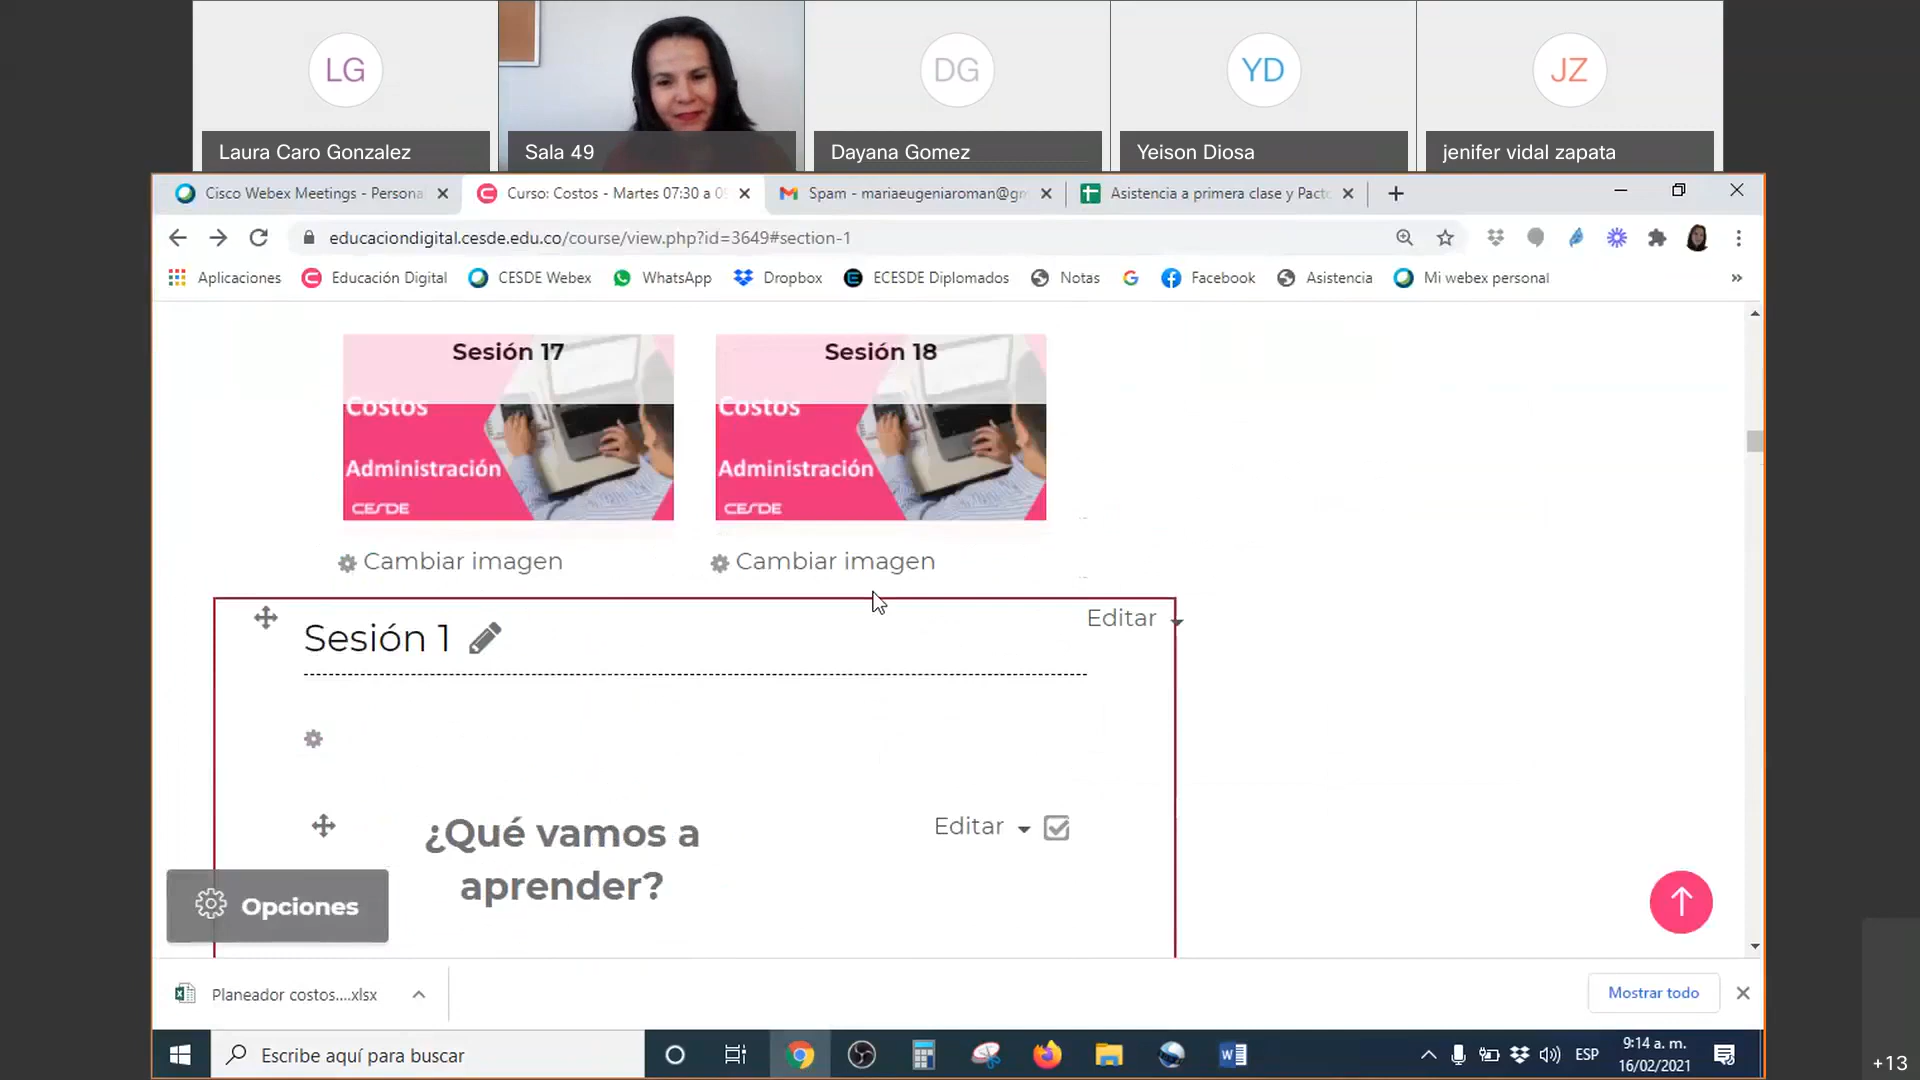 LG
DG
YD
JZ
Laura Caro Gonzalez
Sala 49
Dayana Gomez
Yeison Diosa
jenifer vidal zapata
Cisco Webex Meetings - Persona
Curso: Costos - Martes 07:30 a 0
Spam - mariaeugeniaroman@gm
Asistencia a primera clase y Pacto
educaciondigital.cesde.edu.co/course/view.php?id=3649#section-1
Aplicaciones
Educación Digital
CESDE Webex
WhatsApp
Dropbox
ECESDE Diplomados
Notas
Facebook
Asistencia
Mi webex personal
»
Sesión 17
Costos
Administración
CESDE
Sesión 18
Costos
Administración
CESDE
Cambiar imagen
Cambiar imagen
Sesión 1
Editar
¿Qué vamos a
aprender?
Editar
Opciones
Planeador costos....xlsx
Mostrar todo
Escribe aquí para buscar
ESP
9:14 a. m.
16/02/2021
+13